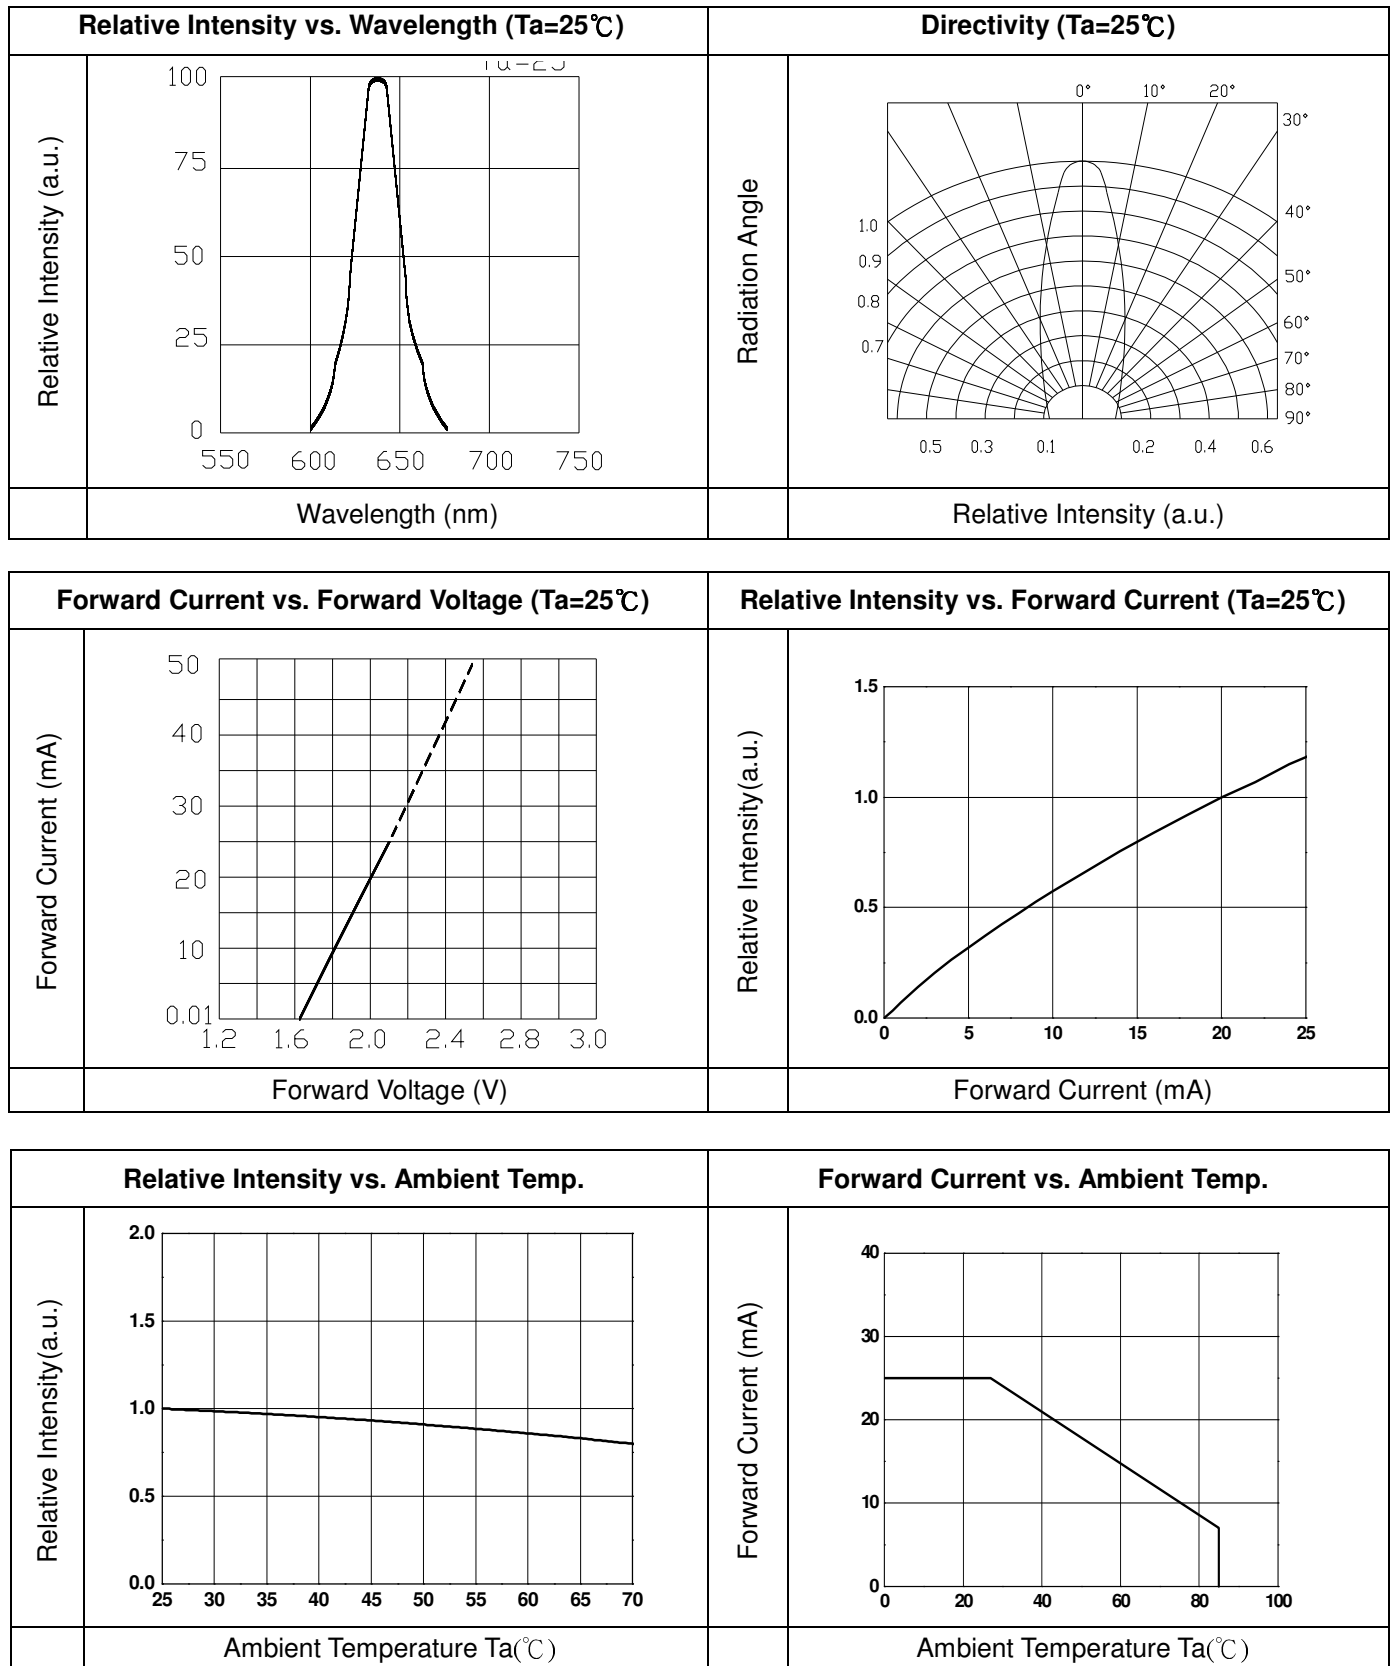 Relative Intensity vs. Wavelength (Ta=25℃)
Directivity (Ta=25℃)
Relative Intensity (a.u.)
100
75
50
25
0
550 600 650 700 750
Wavelength (nm)
Radiation Angle
0° 10° 20°
30°
40°
50°
60°
70°
80°
90°
1.0
0.9
0.8
0.7
0.5 0.3 0.1 0.2 0.4 0.6
Relative Intensity (a.u.)
Forward Current vs. Forward Voltage (Ta=25℃)
Relative Intensity vs. Forward Current (Ta=25℃)
Forward Current (mA)
50
40
30
20
10
0.01
1.2 1.6 2.0 2.4 2.8 3.0
Forward Voltage (V)
Relative Intensity(a.u.)
1.5
1.0
0.5
0.0
0 5 10 15 20 25
Forward Current (mA)
Relative Intensity vs. Ambient Temp.
Forward Current vs. Ambient Temp.
Relative Intensity(a.u.)
2.0
1.5
1.0
0.5
0.0
25 30 35 40 45 50 55 60 65 70
Ambient Temperature Ta(℃)
Forward Current (mA)
40
30
20
10
0
0 20 40 60 80 100
Ambient Temperature Ta(℃)